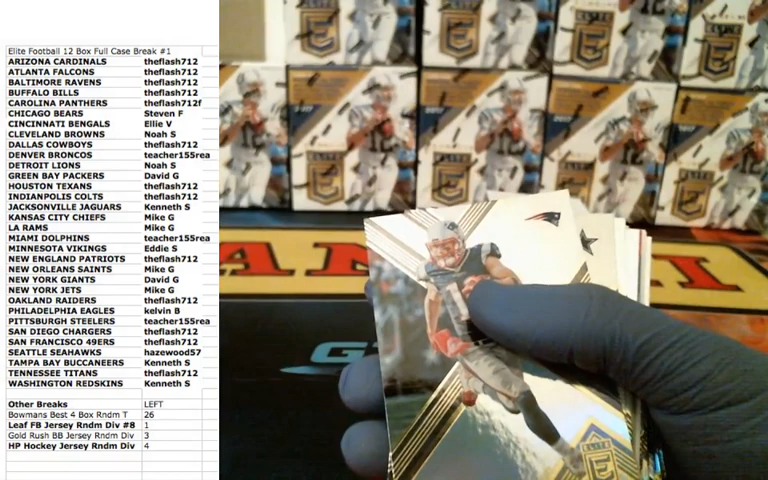 Elite Football 12 Box Full Case Break #1
ARIZONA CARDINALS theflash712
ATLANTA FALCONS theflash712
BALTIMORE RAVENS theflash712
BUFFALO BILLS theflash712
CAROLINA PANTHERS theflash712f
CHICAGO BEARS Steven F
CINCINNATI BENGALS Ellie V
CLEVELAND BROWNS Noah S
DALLAS COWBOYS theflash712
DENVER BRONCOS teacher155rea
DETROIT LIONS Noah S
GREEN BAY PACKERS David G
HOUSTON TEXANS theflash712
INDIANPOLIS COLTS theflash712
JACKSONVILLE JAGUARS Kenneth S
KANSAS CITY CHIEFS Mike G
LA RAMS Mike G
MIAMI DOLPHINS teacher155rea
MINNESOTA VIKINGS Eddie S
NEW ENGLAND PATRIOTS theflash712
NEW ORLEANS SAINTS Mike G
NEW YORK GIANTS David G
NEW YORK JETS Mike G
OAKLAND RAIDERS theflash712
PHILADELPHIA EAGLES kelvin B
PITTSBURGH STEELERS teacher155rea
SAN DIEGO CHARGERS theflash712
SAN FRANCISCO 49ERS theflash712
SEATTLE SEAHAWKS hazewood57
TAMPA BAY BUCCANEERS Kenneth S
TENNESSEE TITANS theflash712
WASHINGTON REDSKINS Kenneth S
Other Breaks LEFT
Bowmans Best 4 Box Rndm T 26
Leaf FB Jersey Rndm Div #8 1
Gold Rush BB Jersey Rndm Div 3
HP Hockey Jersey Rndm Div 4
ELITE
ELITE
ELITE
ELITE